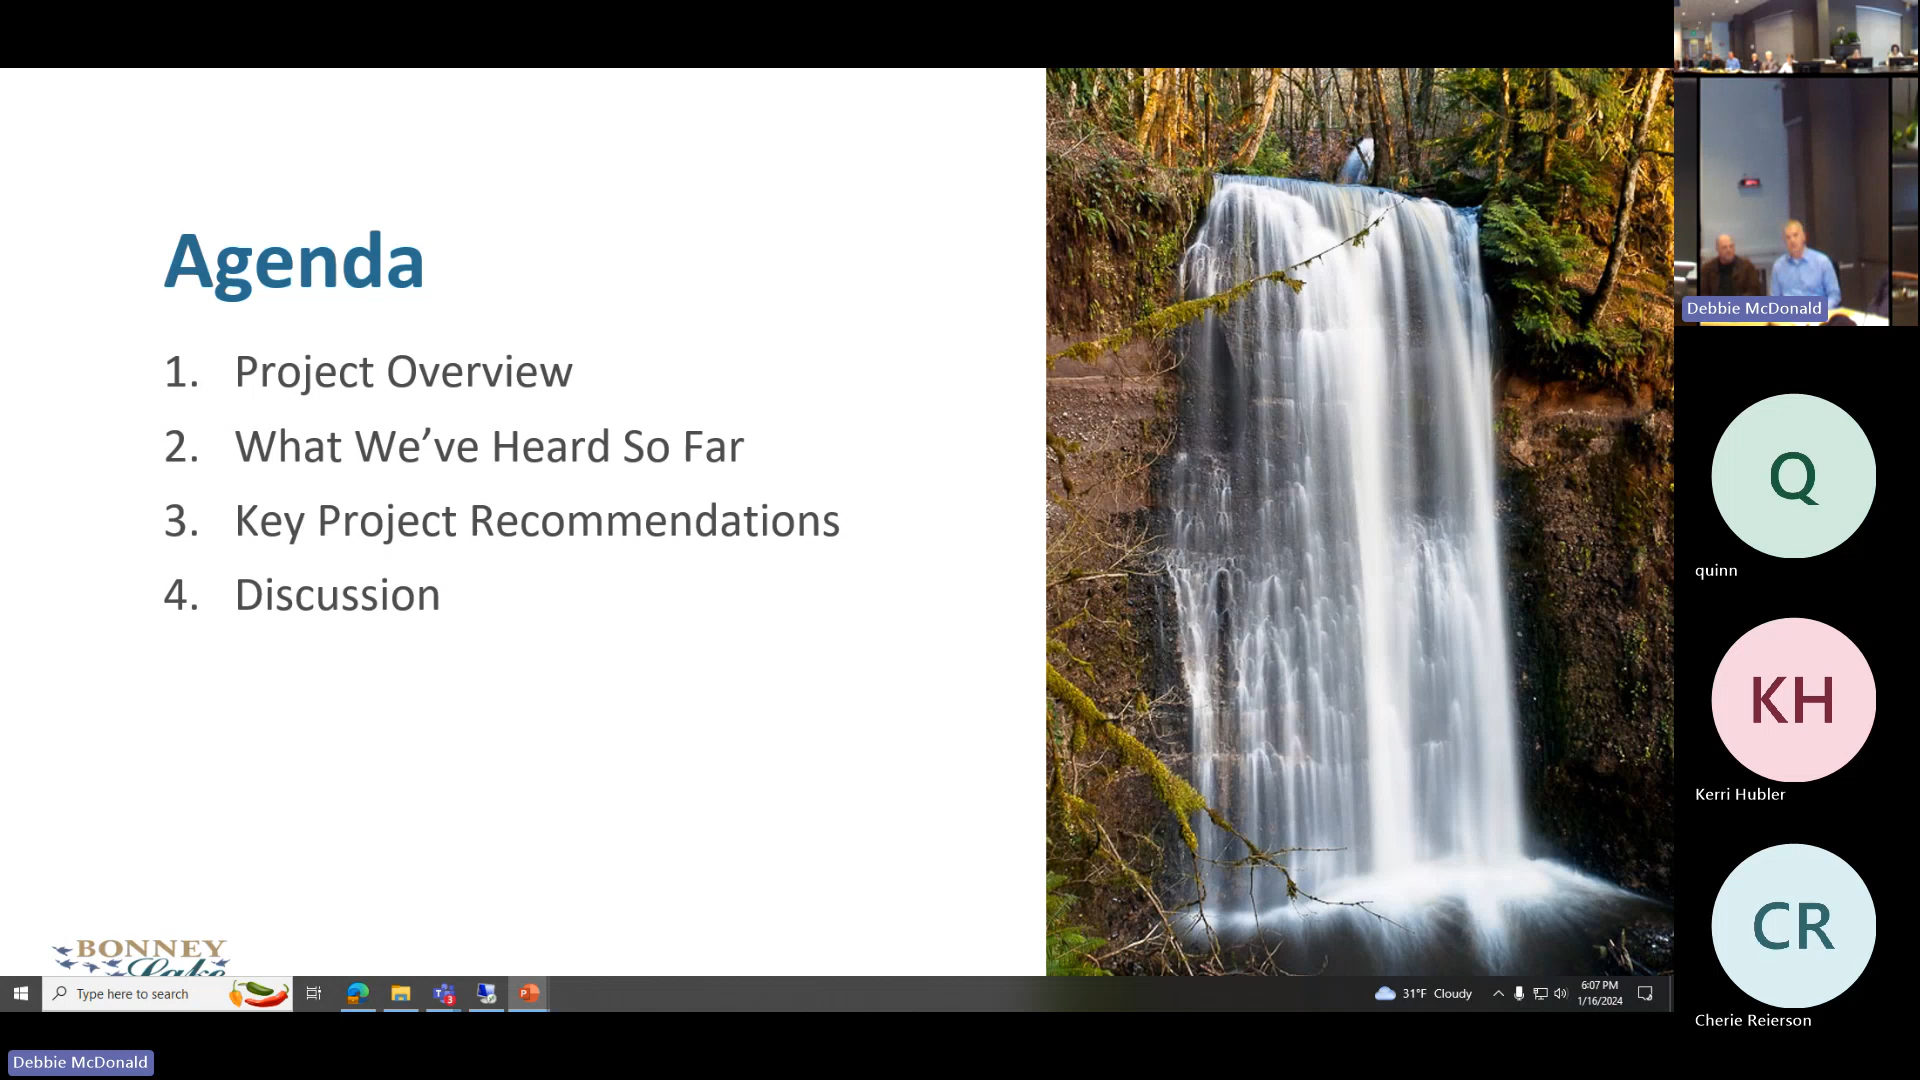 Agenda
1. Project Overview
2. What We’ve Heard So Far
3. Key Project Recommendations
4. Discussion
BONNEY
Lake
Type here to search
3
31°F Cloudy
6:07 PM
1/16/2024
Debbie McDonald
Debbie McDonald
Q
quinn
KH
Kerri Hubler
CR
Cherie Reierson